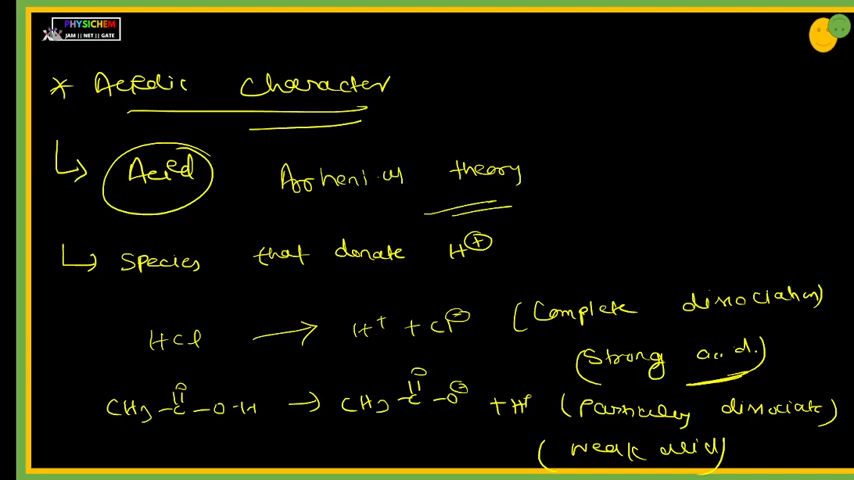 PHYSICHEM
JAM || NET || GATE
* Acidic Character
↳ Acid Arrhenius theory
↳ Species that donate H⊕
HCl → H⁺ + Cl⊖ (Complete dissociation)
(Strong acid.)
CH3-C(=O)-O-H → CH3-C(=O)-O⊖ + H⁺ (Particulary dissociate)
(weak acid)